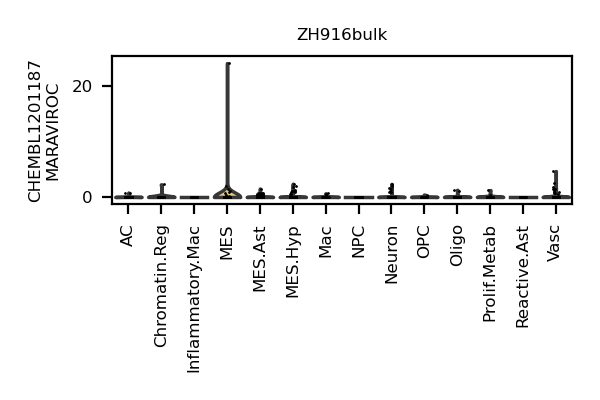 ZH916bulk
CHEMBL1201187
MARAVIROC
20
0
AC
Chromatin.Reg
Inflammatory.Mac
MES
MES.Ast
MES.Hyp
Mac
NPC
Neuron
OPC
Oligo
Prolif.Metab
Reactive.Ast
Vasc